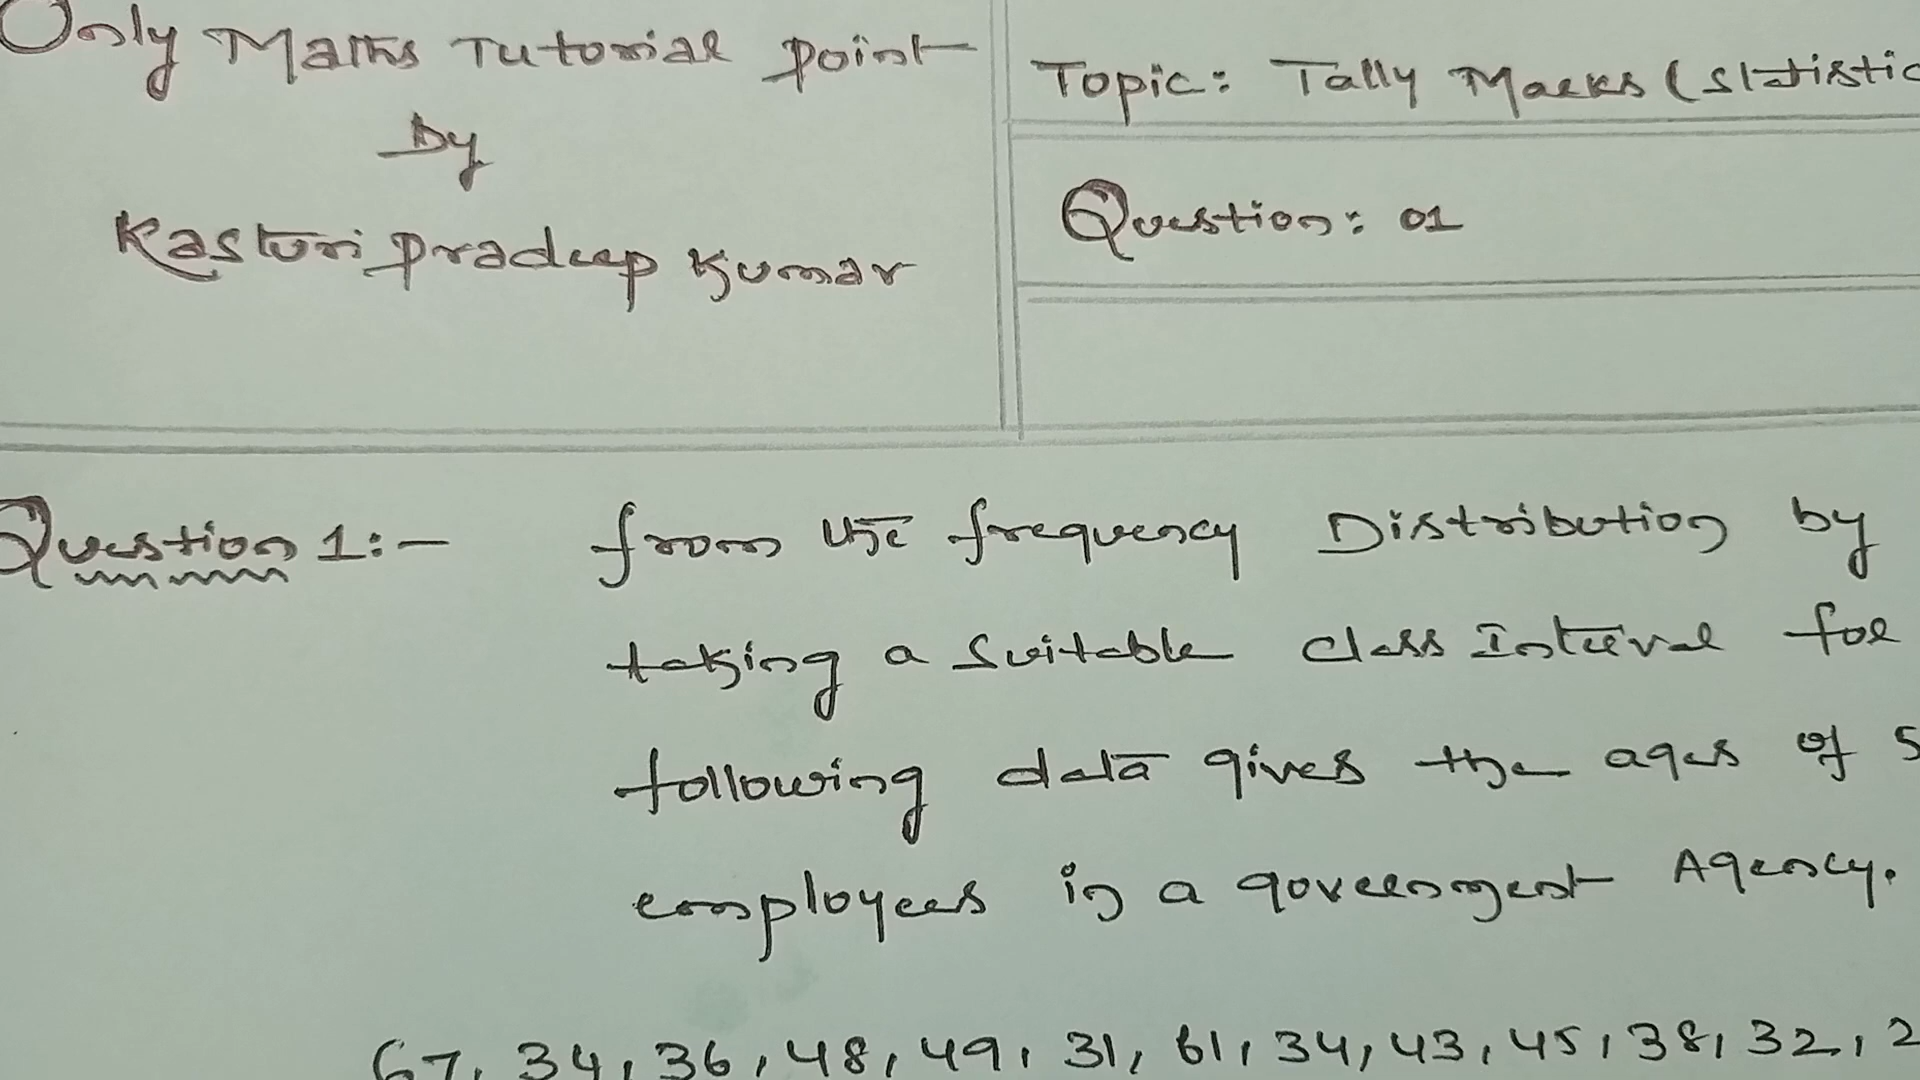 Only Maths Tutorial point
By
Kasturi pradeep Kumar
Topic: Tally Marks (Statistic
Question: 01
Question 1:-
from the frequency Distribution by
taking a Suitable class Interval for
following data gives the ages of 5
employees in a government Agency.
67, 34, 36, 48, 49, 31, 61, 34, 43, 45, 38, 32, 2